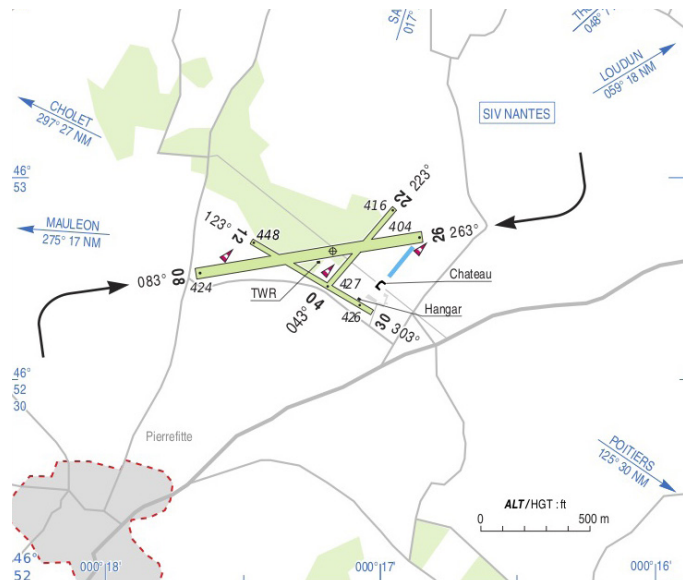 SA
017°
048°
LOUDUN
059° 18 NM
CHOLET
297° 27 NM
SIV NANTES
46°
53
MAULEON
275° 17 NM
123°
12
448
416
22
223°
404
26
263°
083°
08
424
TWR
427
04
043°
426
30
303°
Chateau
Hangar
46°
52
30
Pierrefitte
POITIERS
125° 30 NM
ALT/HGT : ft
0
500 m
46°
52
000° 18'
000° 17'
000° 16'